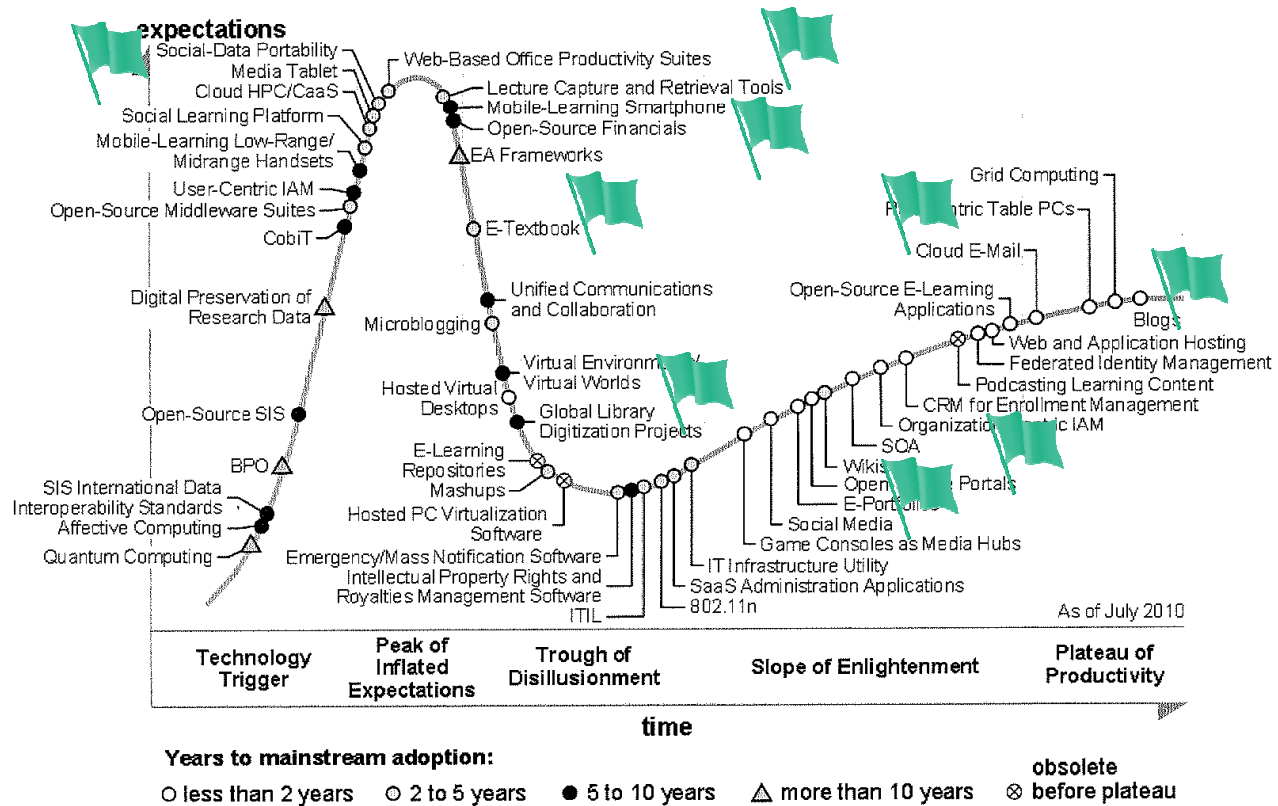 expectations
Social-Data Portability
Media Tablet
Cloud HPC/CaaS
Social Learning Platform
Mobile-Learning Low-Range/
Midrange Handsets
User-Centric IAM
Open-Source Middleware Suites
CobiT
Digital Preservation of
Research Data
Open-Source SIS
BPO
SIS International Data
Interoperability Standards
Affective Computing
Quantum Computing
Web-Based Office Productivity Suites
Lecture Capture and Retrieval Tools
Mobile-Learning Smartphone
Open-Source Financials
EA Frameworks
E-Textbook
Unified Communications
and Collaboration
Microblogging
Virtual
Virtual Worlds
Hosted Virtual
Desktops
Global Library
Digitization Projects
E-Learning
Repositories
Mashups
Hosted PC Virtualization
Software
Emergency/Mass Notification Software
Intellectual Property Rights and
Royalties Management Software
ITIL
802.11n
SaaS Administration Applications
IT Infrastructure Utility
Game Consoles as Media Hubs
Social Media
Portals
Wikis
SOA
IAM
CRM for Enrollment Management
Podcasting Learning Content
Federated Identity Management
Web and Application Hosting
Blogs
Open-Source E-Learning
Applications
Cloud E-Mail
Table PCs
Grid Computing
As of July 2010
Technology
Trigger
Peak of
Inflated
Expectations
Trough of
Disillusionment
Slope of Enlightenment
Plateau of
Productivity
time
Years to mainstream adoption:
less than 2 years
2 to 5 years
5 to 10 years
more than 10 years
obsolete
before plateau